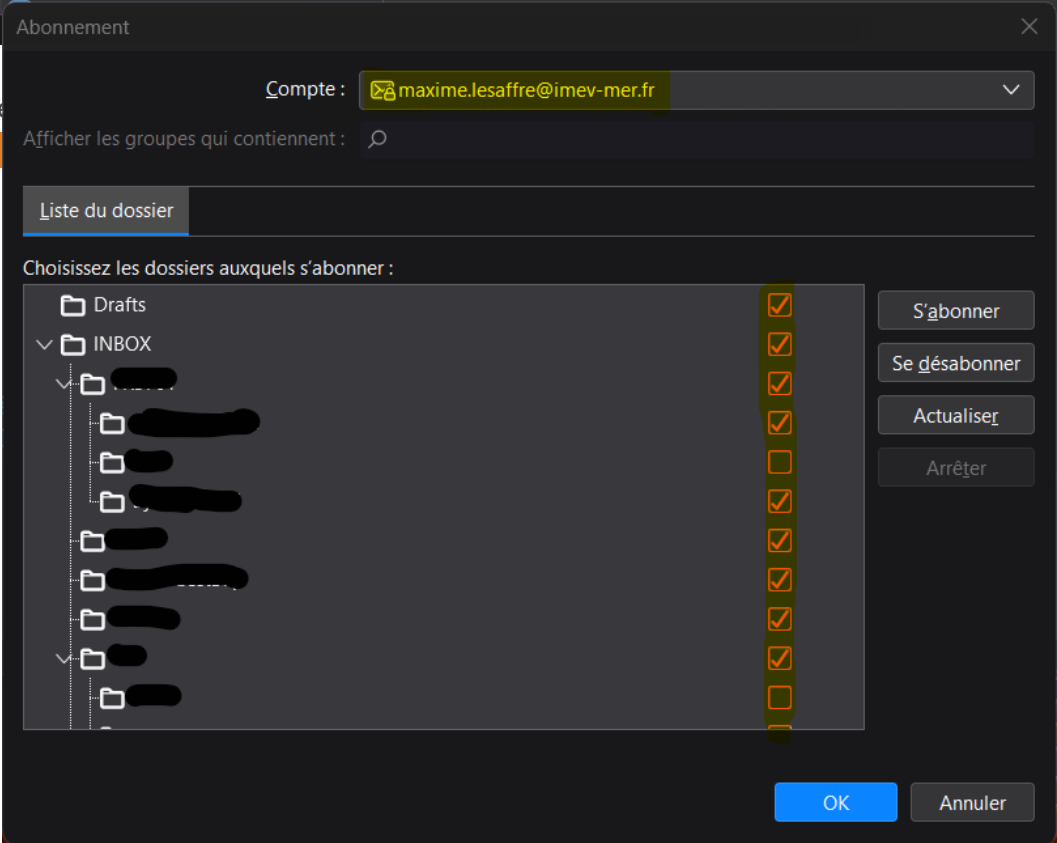 Abonnement
Compte : maxime.lesaffre@imev-mer.fr
Afficher les groupes qui contiennent :
Liste du dossier
Choisissez les dossiers auxquels s’abonner :
Drafts
INBOX
S’abonner
Se désabonner
Actualiser
Arrêter
OK
Annuler